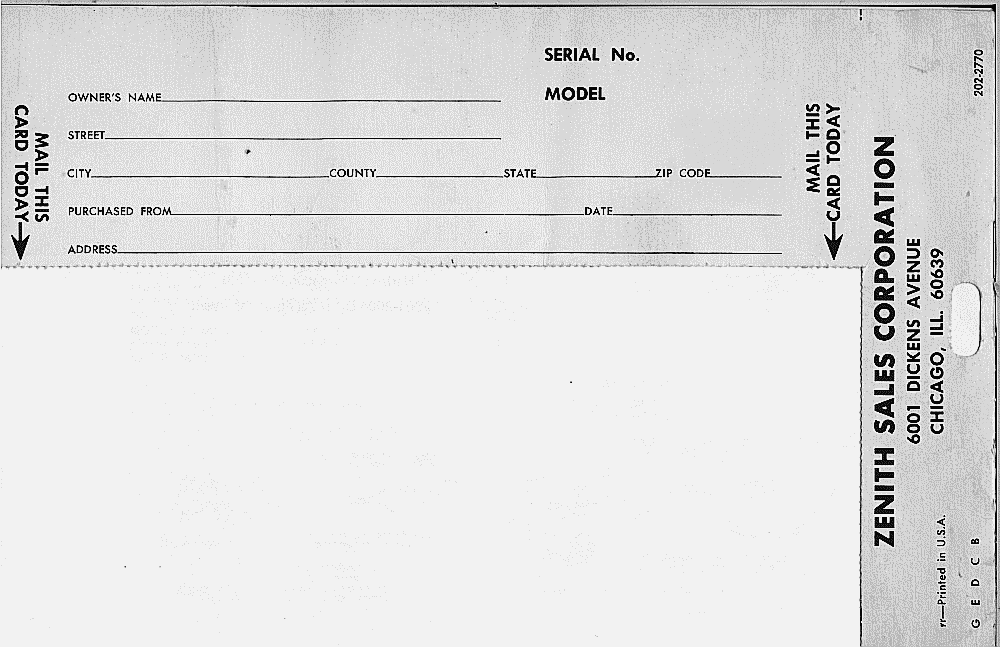 SERIAL No.
OWNER'S NAME
MODEL
STREET
CITY COUNTY STATE ZIP CODE
PURCHASED FROM DATE
ADDRESS
MAIL THIS
CARD TODAY
MAIL THIS
CARD TODAY
ZENITH SALES CORPORATION
6001 DICKENS AVENUE
CHICAGO, ILL. 60639
rr—Printed in U.S.A.
202-2770
G E D C B